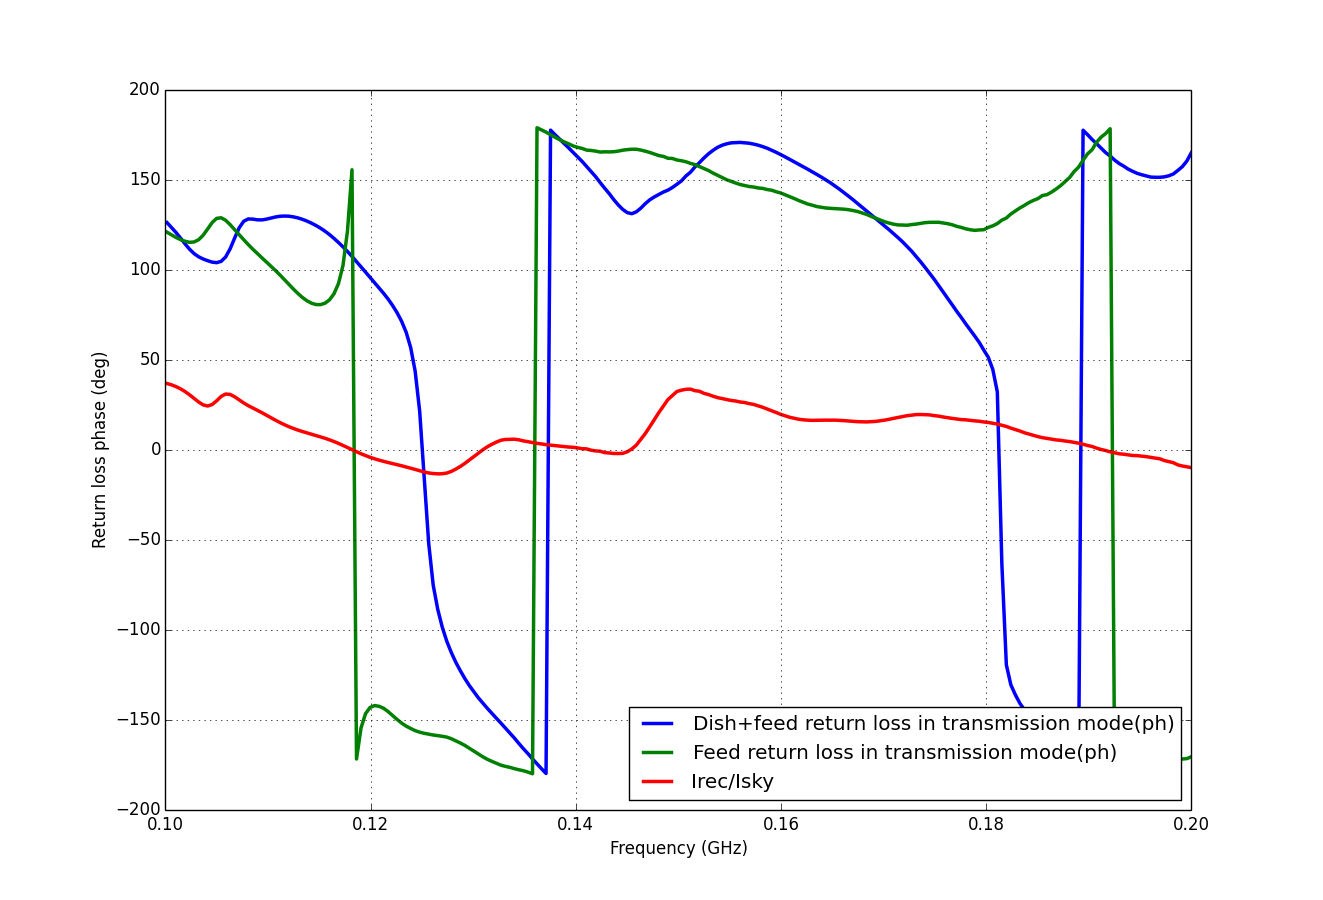 200
150
100
50
0
−50
−100
−150
−200
Return loss phase (deg)
0.10 0.12 0.14 0.16 0.18 0.20
Frequency (GHz)
Dish+feed return loss in transmission mode(ph)
Feed return loss in transmission mode(ph)
Irec/Isky